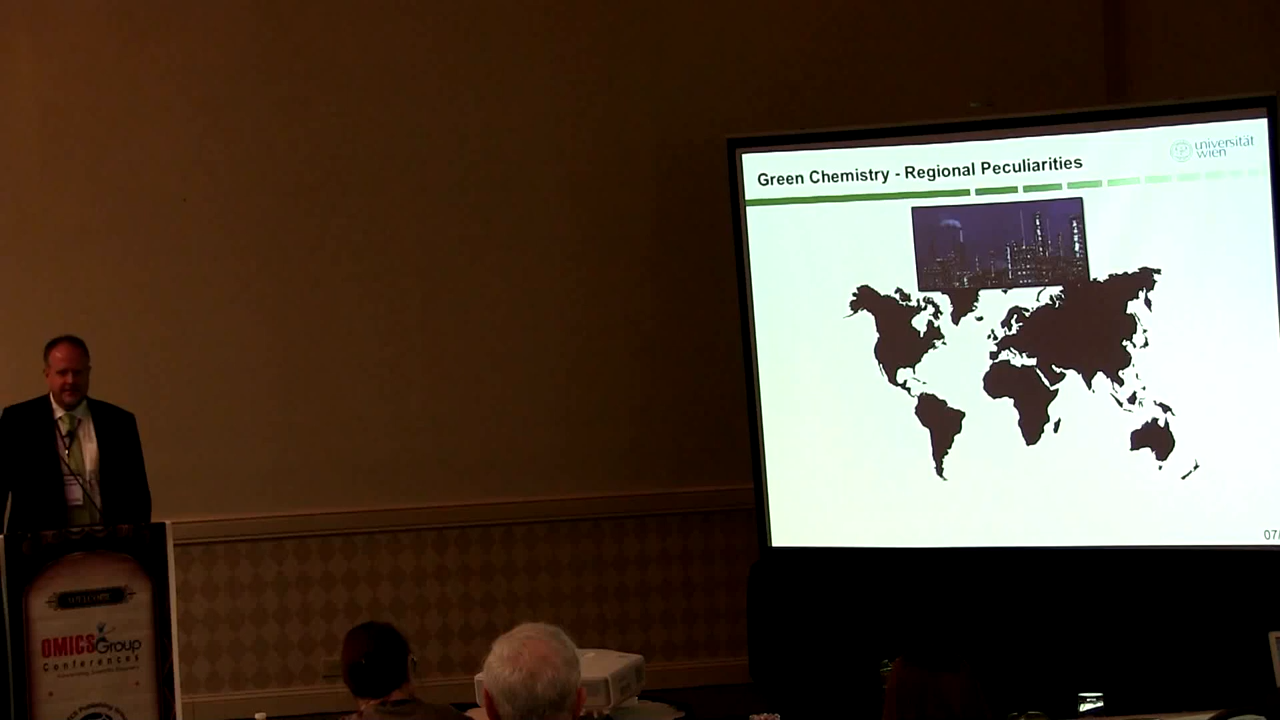 Green Chemistry - Regional Peculiarities
universität
wien
07/
WELCOME
OMICS Group
Conferences